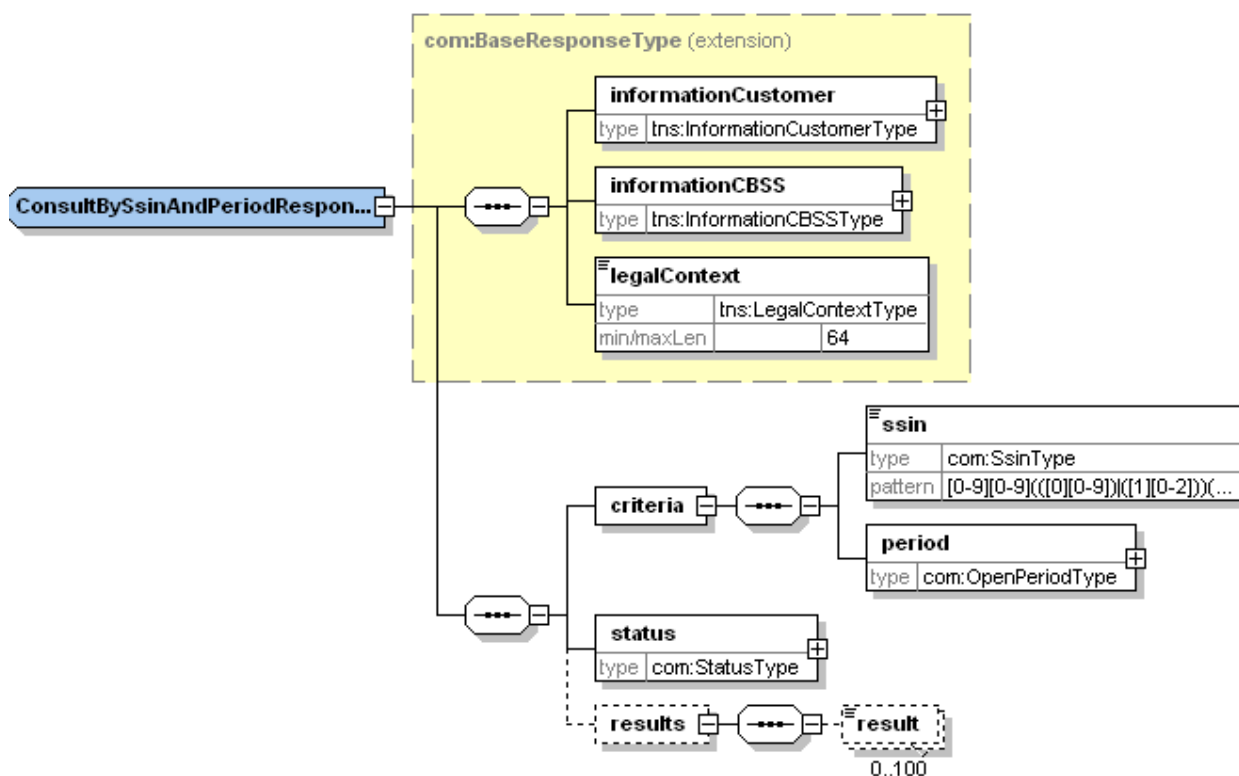 com:BaseResponseType (extension)
informationCustomer
type tns:InformationCustomerType
informationCBSS
type tns:InformationCBSSType
legalContext
type tns:LegalContextType
min/maxLen 64
ConsultBySsinAndPeriodRespon...
ssin
type com:SsinType
pattern [0-9][0-9](([0][0-9])|([1][0-2]))(...
criteria
period
type com:OpenPeriodType
status
type com:StatusType
results
result
0..100